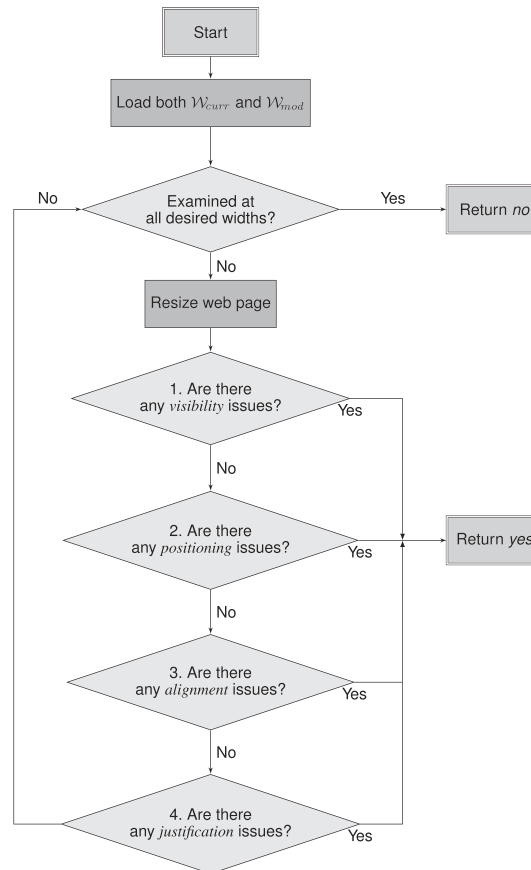 Start
Load both 𝒲curr and 𝒲mod
No
Examined at
all desired widths?
Yes
Return no
No
Resize web page
1. Are there
any visibility issues?
Yes
No
2. Are there
any positioning issues?
Yes
Return yes
No
3. Are there
any alignment issues?
Yes
No
4. Are there
any justification issues?
Yes